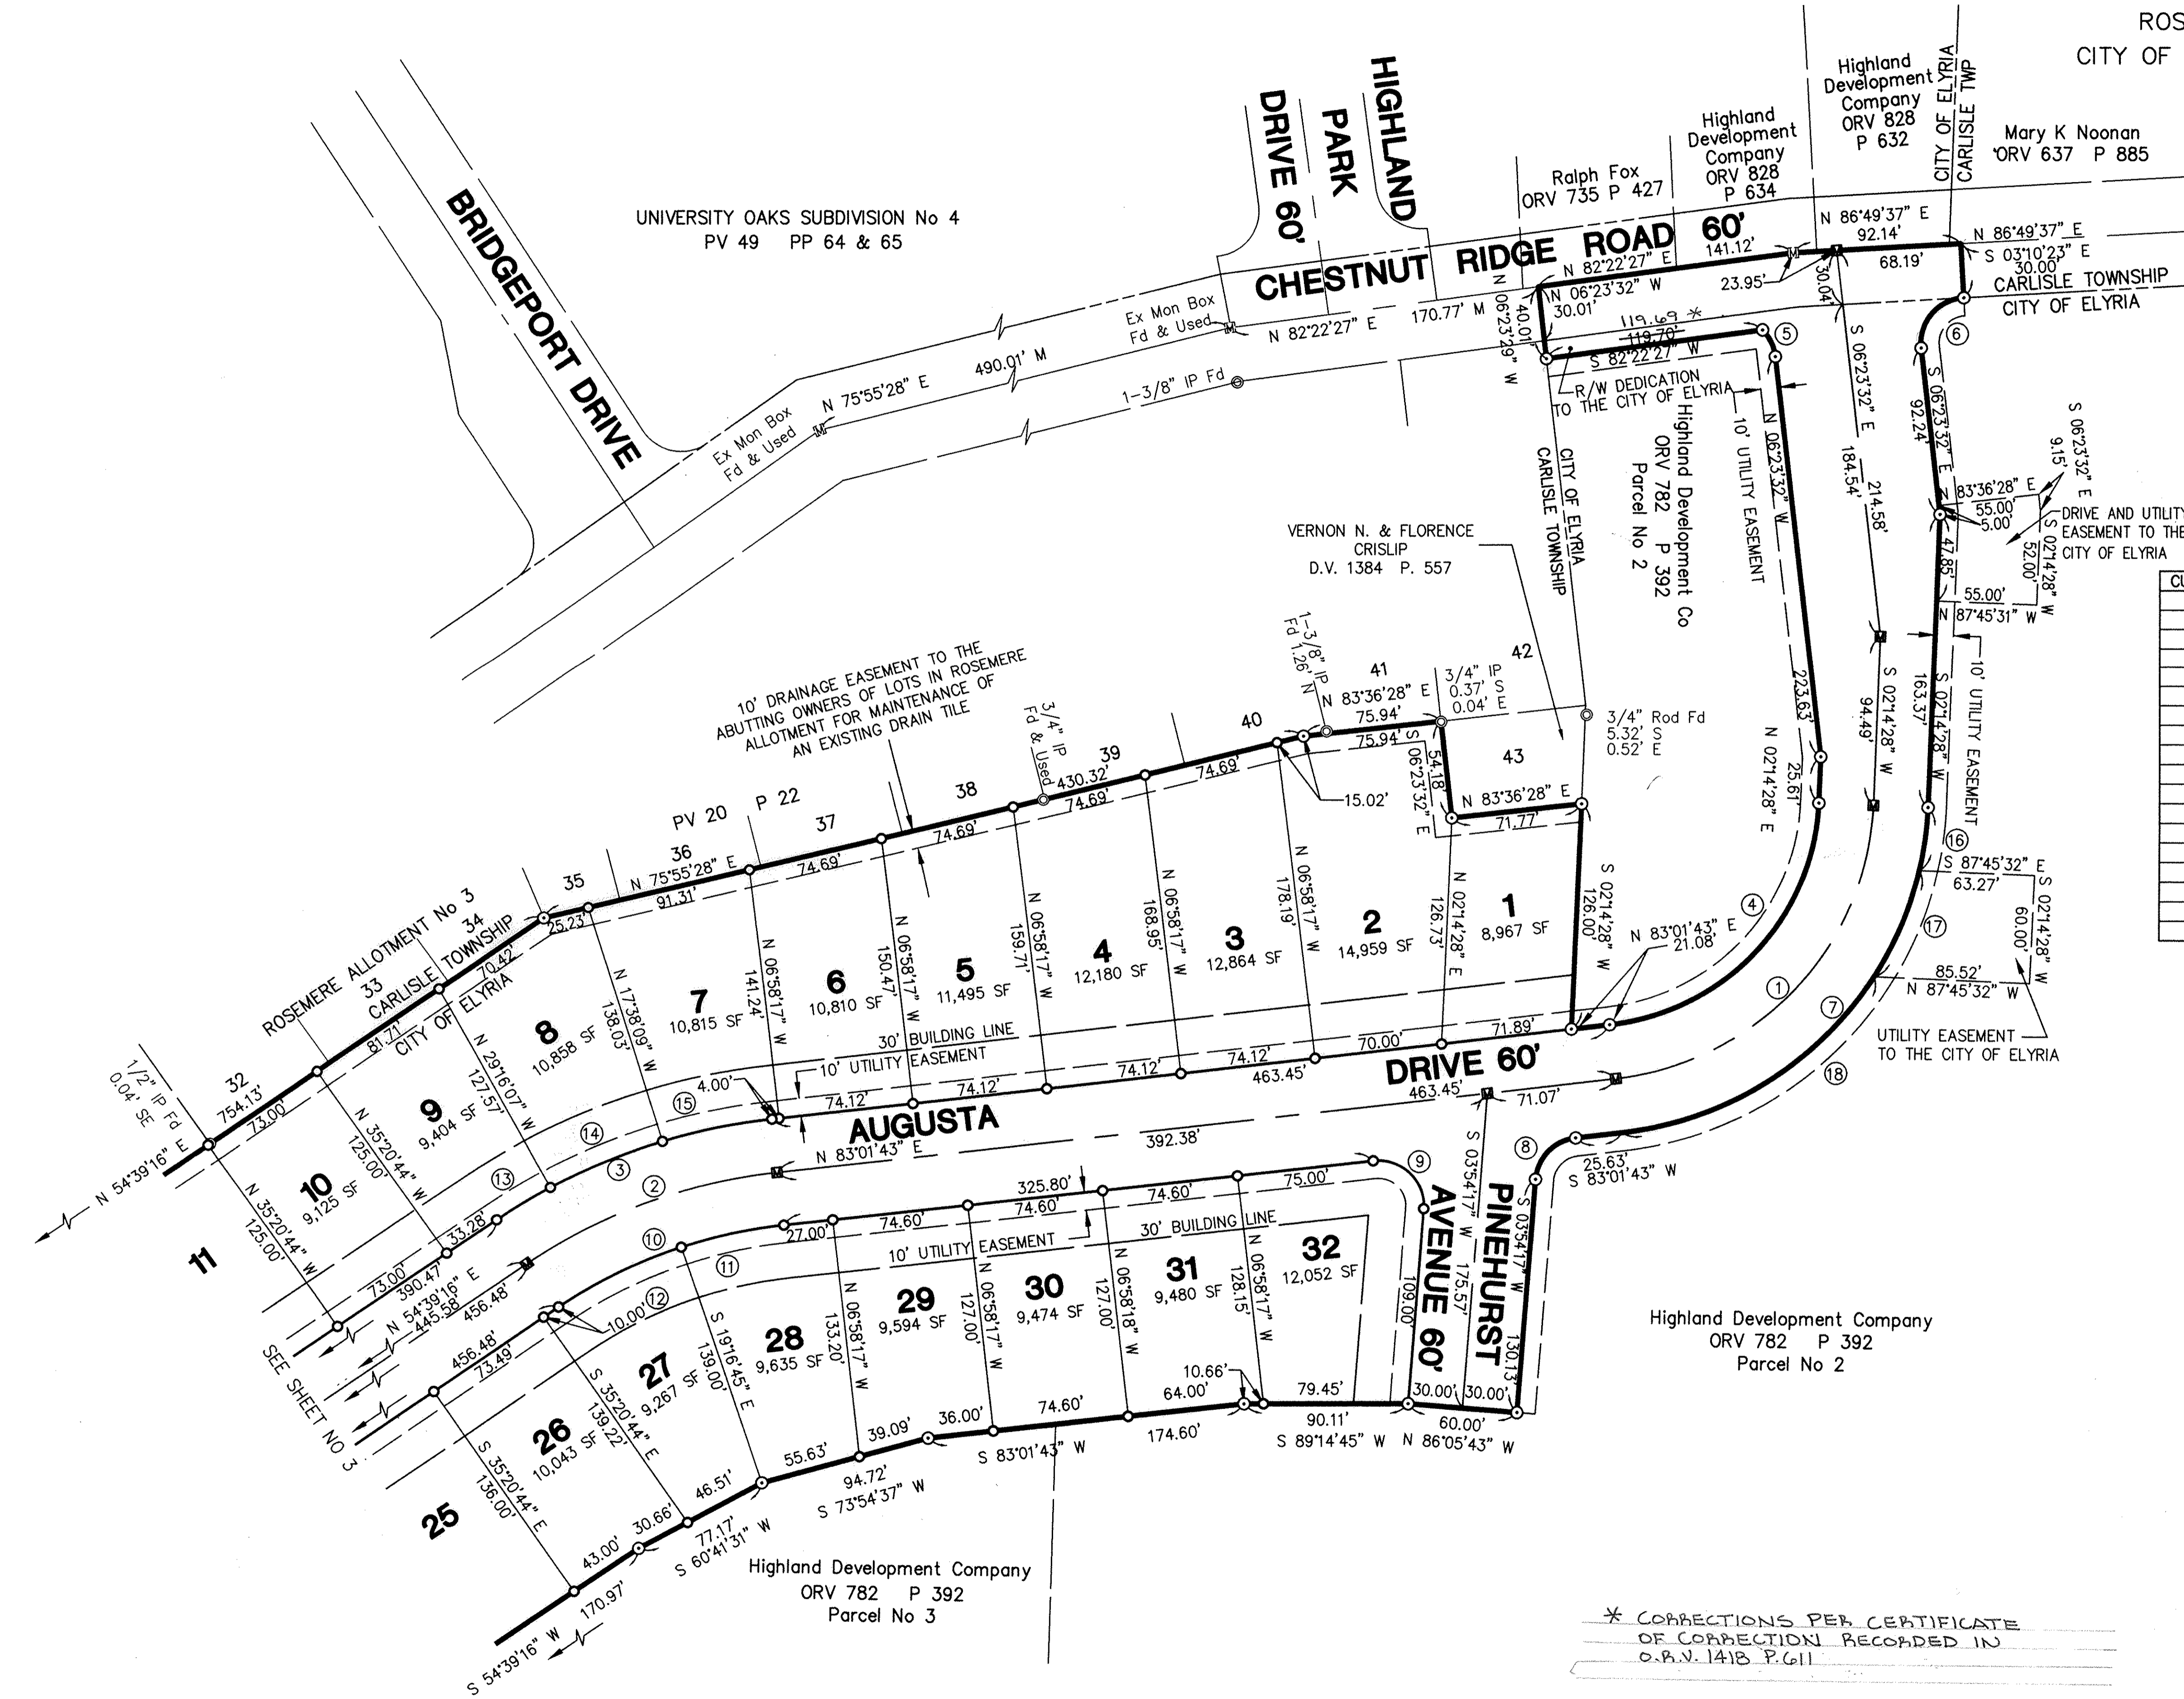 ROS
CITY OF
Highland
Development
Company
ORV 828
P 632
CITY OF ELYRIA
CARLISLE TWP
Mary K Noonan
ORV 637 P 885
Highland
Development
Company
ORV 828
P 634
Ralph Fox
ORV 735 P 427
HIGHLAND
PARK
DRIVE 60'
BRIDGEPORT DRIVE
UNIVERSITY OAKS SUBDIVISION No 4
PV 49 PP 64 & 65
CHESTNUT RIDGE ROAD 60'
N 86°49'37" E
92.14'
68.19'
N 86°49'37" E
S 03°10'23" E
30.00'
CARLISLE TOWNSHIP
CITY OF ELYRIA
141.12'
N 82°22'27" E
23.95'
30.04'
N 06°23'32" W
30.01'
N 06°23'29" W
40.01'
119.69 *
119.70'
S 82°22'27" W
R/W DEDICATION
TO THE CITY OF ELYRIA
Ex Mon Box
Fd & Used
N 82°22'27" E
170.77' M
N 75°55'28" E
490.01' M
Ex Mon Box
Fd & Used
1-3/8" IP Fd
5
6
S 06°23'32" E
184.54'
214.58'
S 06°23'32" E
92.24'
N 83°36'28" E
55.00'
5.00'
S 06°23'32" E
9.15'
DRIVE AND UTILITY
EASEMENT TO THE
CITY OF ELYRIA
S 02°14'28" W
52.00'
47.85'
55.00'
N 87°45'31" W
10' UTILITY EASEMENT
N 06°23'32" W
223.63'
10' UTILITY EASEMENT
Highland Development Co
ORV 782 P 392
Parcel No 2
CITY OF ELYRIA
CARLISLE TOWNSHIP
VERNON N. & FLORENCE
CRISLIP
D.V. 1384 P. 557
S 02°14'28" W
94.49'
S 02°14'28" W
163.37'
N 02°14'28" E
25.61'
16
S 87°45'32" E
63.27'
S 02°14'28" W
60.00'
17
85.52'
N 87°45'32" W
UTILITY EASEMENT
TO THE CITY OF ELYRIA
4
1
7
18
10' DRAINAGE EASEMENT TO THE
ABUTTING OWNERS OF LOTS IN ROSEMERE
ALLOTMENT FOR MAINTENANCE OF
AN EXISTING DRAIN TILE
3/4" IP
Fd & Used
1-3/8" IP
Fd 1.26' N
41
N 83°36'28" E
75.94'
75.94'
3/4" IP
0.37' S
0.04' E
42
3/4" Rod Fd
5.32' S
0.52' E
43
S 06°23'32" E
54.18'
N 83°36'28" E
71.77'
15.02'
40
39
38
37
36
35
34
33
32
430.32'
74.69'
74.69'
74.69'
74.69'
PV 20 P 22
N 75°55'28" E
91.31'
25.23'
70.42'
81.71'
ROSEMERE ALLOTMENT No 3
CARLISLE TOWNSHIP
CITY OF ELYRIA
1/2" IP Fd
0.04' SE
754.13'
73.00'
N 54°39'16" E
S 02°14'28" W
126.00'
N 83°01'43" E
21.08'
1
8,967 SF
N 02°14'28" E
126.73'
2
14,959 SF
N 06°58'17" W
178.19'
3
12,864 SF
N 06°58'17" W
168.95'
4
12,180 SF
N 06°58'17" W
159.71'
5
11,495 SF
N 06°58'17" W
150.47'
6
10,810 SF
N 06°58'17" W
141.24'
7
10,815 SF
N 17°38'09" W
138.03'
8
10,858 SF
N 29°16'07" W
127.57'
9
9,404 SF
N 35°20'44" W
125.00'
10
9,125 SF
N 35°20'44" W
125.00'
11
30' BUILDING LINE
10' UTILITY EASEMENT
4.00'
74.12'
74.12'
74.12'
74.12'
463.45'
70.00'
71.89'
15
14
13
3
2
33.28'
73.00'
390.47'
N 54°39'16" E
445.58'
456.48'
AUGUSTA
DRIVE 60'
N 83°01'43" E
392.38'
463.45'
71.07'
8
25.63'
S 83°01'43" W
9
S 03°54'17" W
175.57'
S 03°54'17" W
130.13'
AVENUE 60'
PINEHURST
109.00'
325.80'
27.00'
74.60'
74.60'
74.60'
75.00'
10' UTILITY EASEMENT
30' BUILDING LINE
10
11
12
10.00'
456.48'
73.49'
SEE SHEET NO 3
32
12,052 SF
N 06°58'17" W
128.15'
31
9,480 SF
N 06°58'18" W
127.00'
30
9,474 SF
N 06°58'17" W
127.00'
29
9,594 SF
N 06°58'17" W
133.20'
28
9,635 SF
S 19°16'45" E
139.00'
27
9,267 SF
S 35°20'44" E
139.22'
26
10,043 SF
S 35°20'44" E
136.00'
25
10.66'
79.45'
30.00'
30.00'
64.00'
90.11'
60.00'
74.60'
174.60'
S 89°14'45" W
N 86°05'43" W
36.00'
S 83°01'43" W
39.09'
55.63'
94.72'
S 73°54'37" W
46.51'
30.66'
77.17'
S 60°41'31" W
43.00'
170.97'
S 54°39'16" W
Highland Development Company
ORV 782 P 392
Parcel No 2
Highland Development Company
ORV 782 P 392
Parcel No 3
* CORRECTIONS PER CERTIFICATE
OF CORRECTION RECORDED IN
O.R.V. 1418 P.611